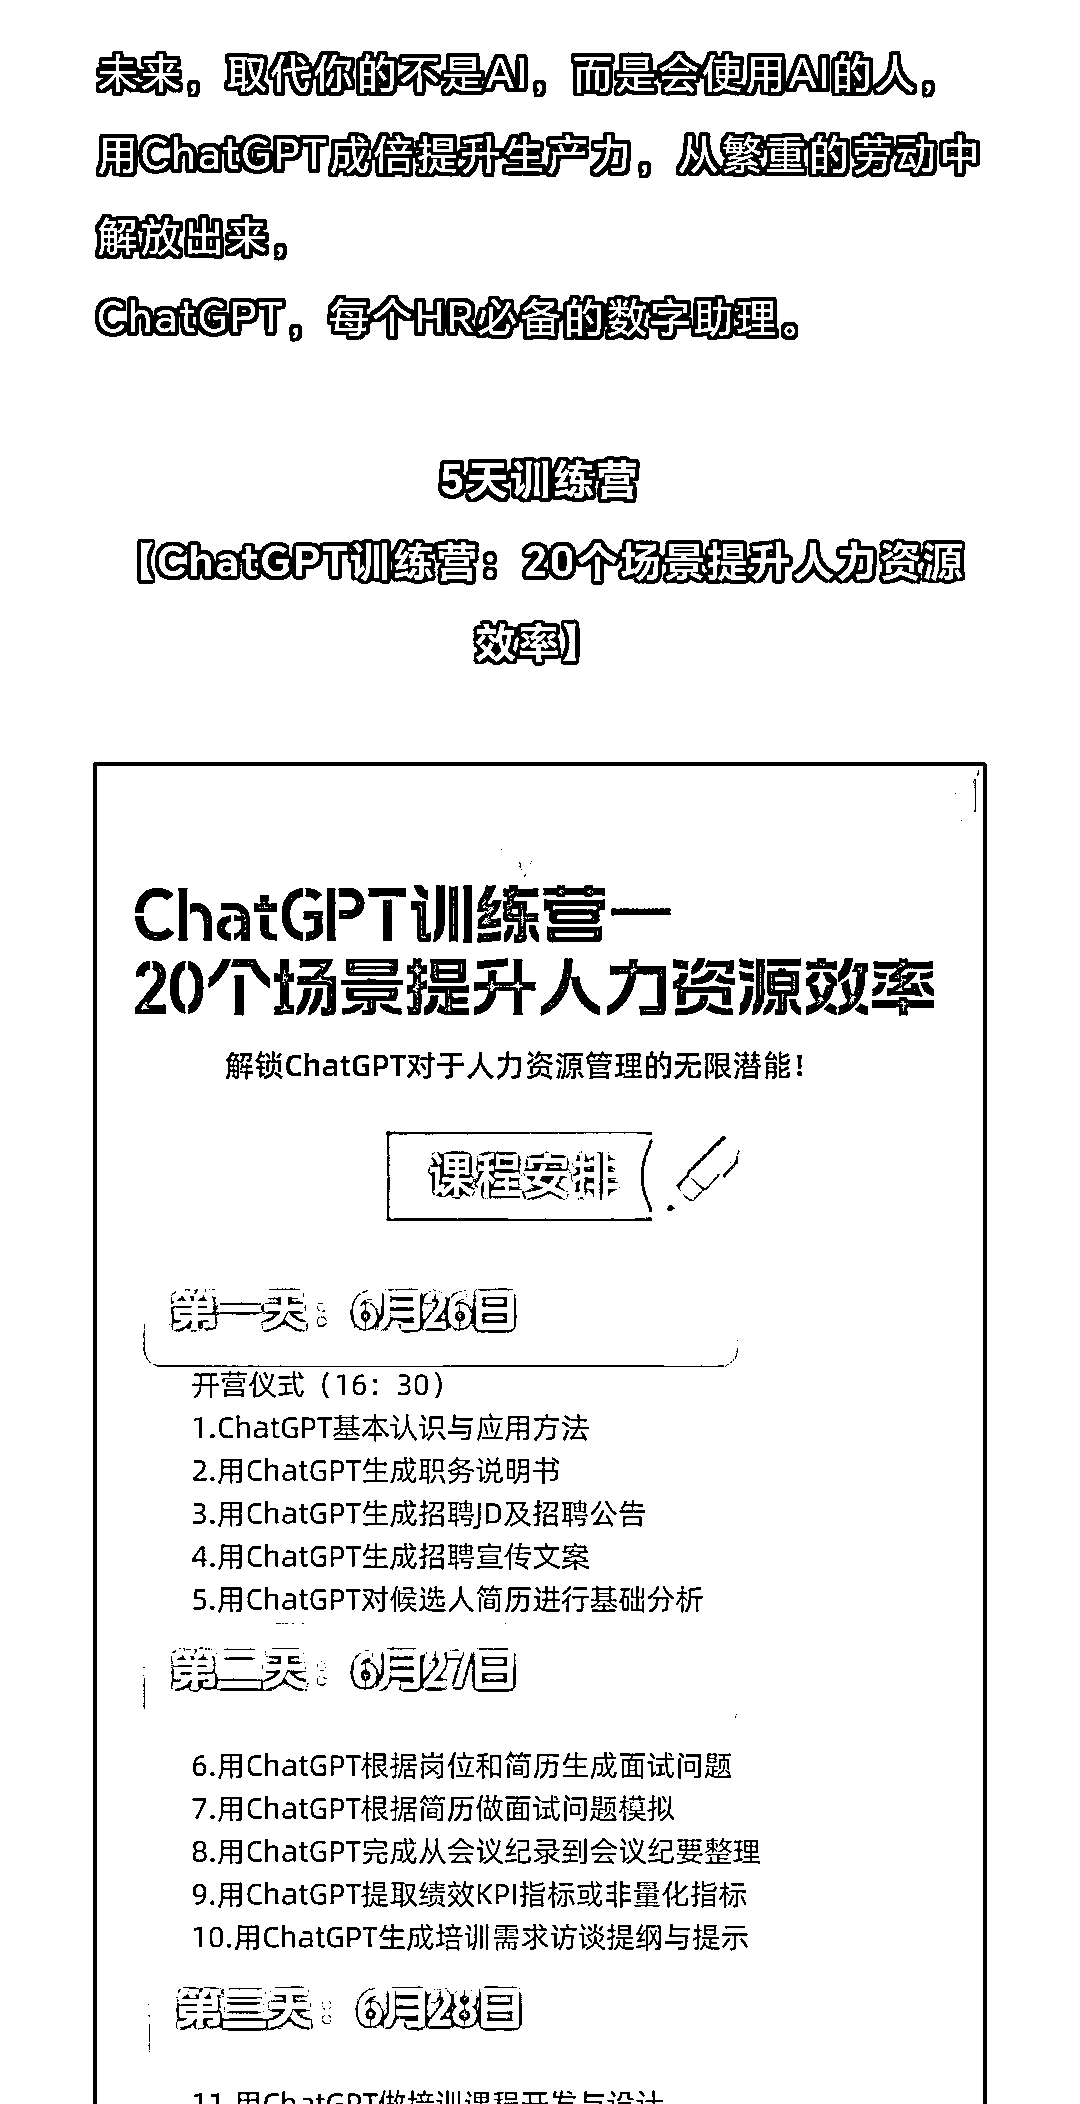 未来，取代你的不是AI，而是会使用AI的人，
用ChatGPT成倍提升生产力，从繁重的劳动中
解放出来，
ChatGPT，每个HR必备的数字助理。
5天训练营
【ChatGPT训练营：20个场景提升人力资源
效率】
ChatGPT训练营—
20个场景提升人力资源效率
解锁ChatGPT对于人力资源管理的无限潜能！
课程安排
第一天：6月26日
开营仪式（16：30）
1.ChatGPT基本认识与应用方法
2.用ChatGPT生成职务说明书
3.用ChatGPT生成招聘JD及招聘公告
4.用ChatGPT生成招聘宣传文案
5.用ChatGPT对候选人简历进行基础分析
第二天：6月27日
6.用ChatGPT根据岗位和简历生成面试问题
7.用ChatGPT根据简历做面试问题模拟
8.用ChatGPT完成从会议纪录到会议纪要整理
9.用ChatGPT提取绩效KPI指标或非量化指标
10.用ChatGPT生成培训需求访谈提纲与提示
第三天：6月28日
11.用ChatGPT做培训课程开发与设计